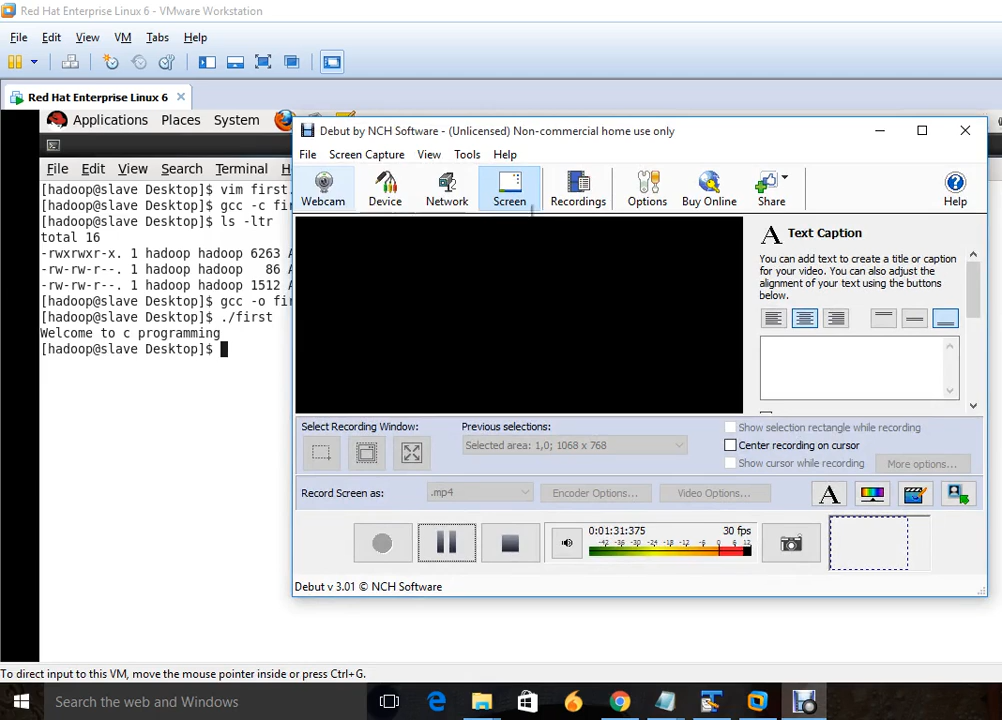 Red Hat Enterprise Linux 6 - VMware Workstation
File Edit View VM Tabs Help
Red Hat Enterprise Linux 6
Applications Places System
File Edit View Search Terminal
[hadoop@slave Desktop]$ vim first.
[hadoop@slave Desktop]$ gcc -c fi
[hadoop@slave Desktop]$ ls -ltr
total 16
-rwxrwxr-x. 1 hadoop hadoop 6263
-rw-rw-r--. 1 hadoop hadoop   86
-rw-rw-r--. 1 hadoop hadoop 1512
[hadoop@slave Desktop]$ gcc -o fi
[hadoop@slave Desktop]$ ./first
Welcome to c programming
[hadoop@slave Desktop]$
Debut by NCH Software - (Unlicensed) Non-commercial home use only
File Screen Capture View Tools Help
Webcam Device Network Screen Recordings Options Buy Online Share Help
A Text Caption
You can add text to create a title or caption
for your video. You can also adjust the
alignment of your text using the buttons
below.
Select Recording Window:
Previous selections:
Selected area: 1,0; 1068 x 768
Show selection rectangle while recording
Center recording on cursor
Show cursor while recording
More options...
Record Screen as:
.mp4
Encoder Options...
Video Options...
A
0:01:31:375 30 fps
-42 -36 -30 -24 -18 -12 -6 0 6 12
Debut v 3.01 © NCH Software
To direct input to this VM, move the mouse pointer inside or press Ctrl+G.
Search the web and Windows